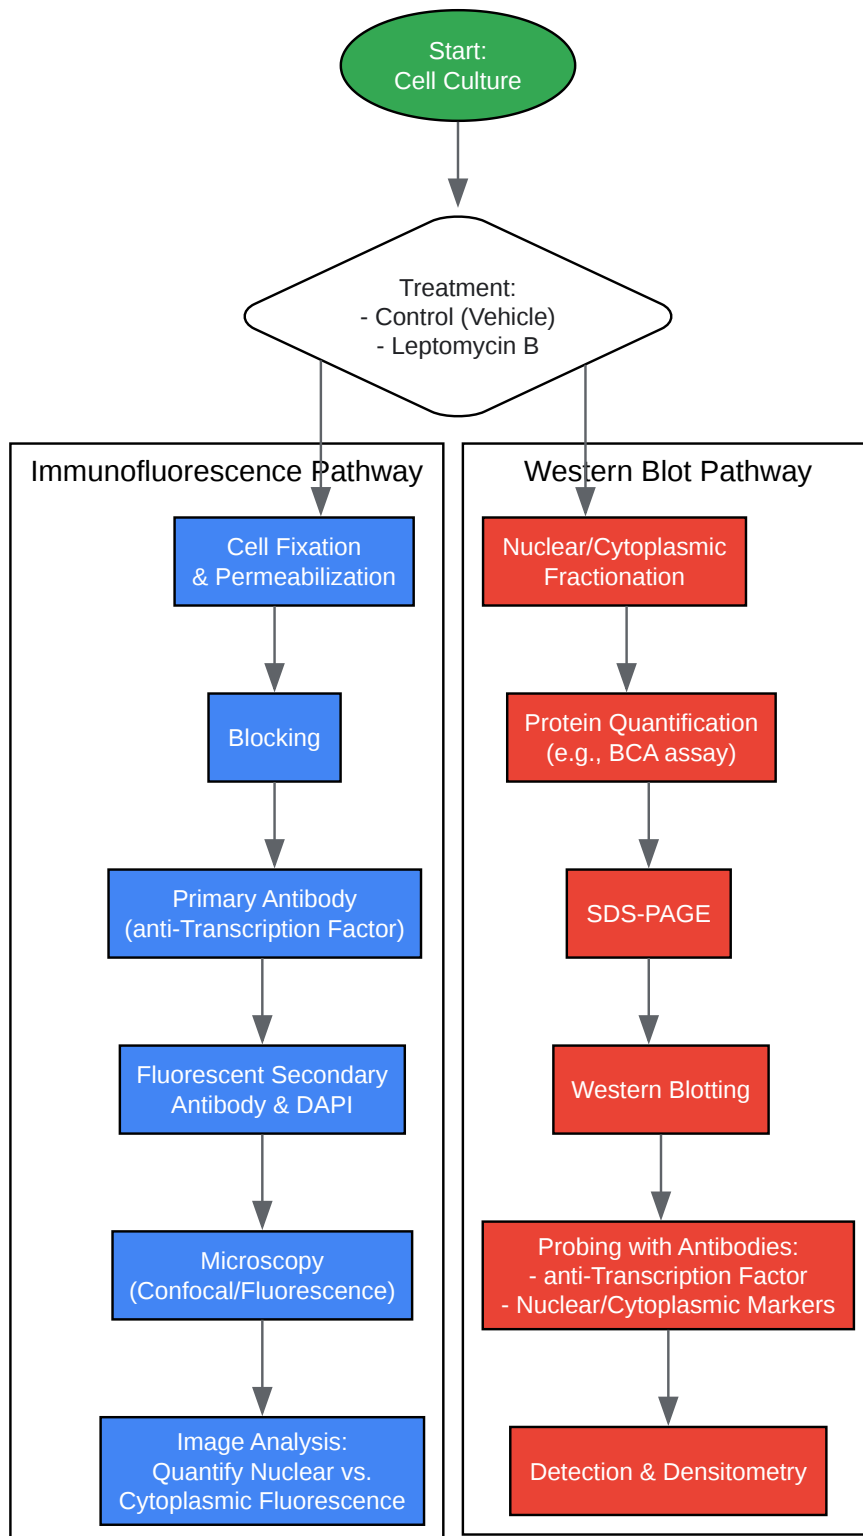 Start:
Cell Culture
Treatment:
- Control (Vehicle)
- Leptomycin B
Immunofluorescence Pathway
Cell Fixation
& Permeabilization
Blocking
Primary Antibody
(anti-Transcription Factor)
Fluorescent Secondary
Antibody & DAPI
Microscopy
(Confocal/Fluorescence)
Image Analysis:
Quantify Nuclear vs.
Cytoplasmic Fluorescence
Western Blot Pathway
Nuclear/Cytoplasmic
Fractionation
Protein Quantification
(e.g., BCA assay)
SDS-PAGE
Western Blotting
Probing with Antibodies:
- anti-Transcription Factor
- Nuclear/Cytoplasmic Markers
Detection & Densitometry